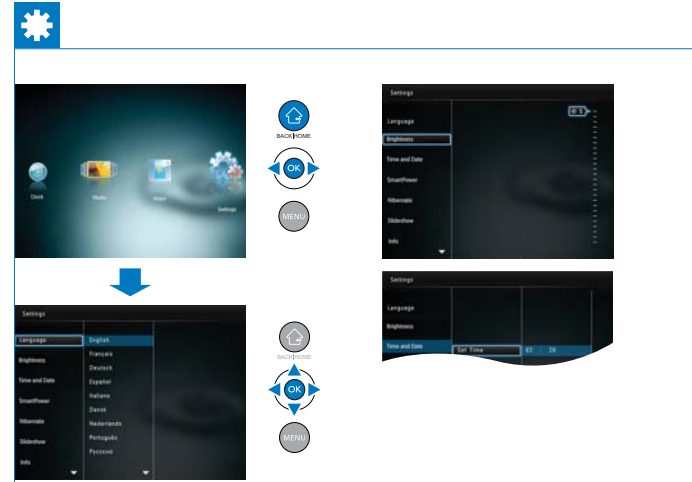 Clock
Photo
Settings
BACK HOME
OK
MENU
Settings
Language
Brightness
Time and Date
SmartPower
Hibernate
Slideshow
Info
English
Français
Deutsch
Español
Italiano
Dansk
Nederlands
Português
Русский
BACK HOME
OK
MENU
Settings
Language
Brightness
Time and Date
SmartPower
Hibernate
Slideshow
Info
5
Settings
Language
Brightness
Time and Date
Set Time